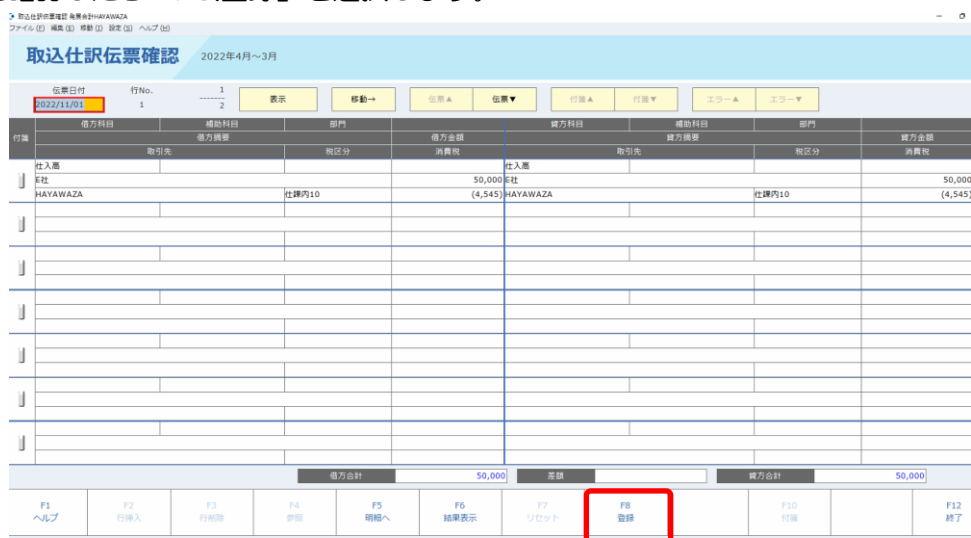 取込仕訳伝票確認 発展会計HAYAWAZA
ファイル(F) 編集(E) 移動(J) 設定(S) ヘルプ(H)
取込仕訳伝票確認 2022年4月～3月
伝票日付 行No. 1
2022/11/01 1 ------- 2
表示 移動→ 伝票▲ 伝票▼ 付箋▲ 付箋▼ エラー▲ エラー▼
付箋 借方科目 補助科目 部門 貸方科目 補助科目 部門
借方摘要 借方金額 貸方摘要 貸方金額
取引先 税区分 消費税 取引先 税区分 消費税
仕入高 仕入高
E社 50,000 E社 50,000
HAYAWAZA 仕課内10 (4,545) HAYAWAZA 仕課内10 (4,545)
借方合計 50,000 差額 貸方合計 50,000
F1 F2 F3 F4 F5 F6 F7 F8 F10 F12
ヘルプ 行挿入 行削除 参照 明細へ 結果表示 リセット 登録 付箋 終了